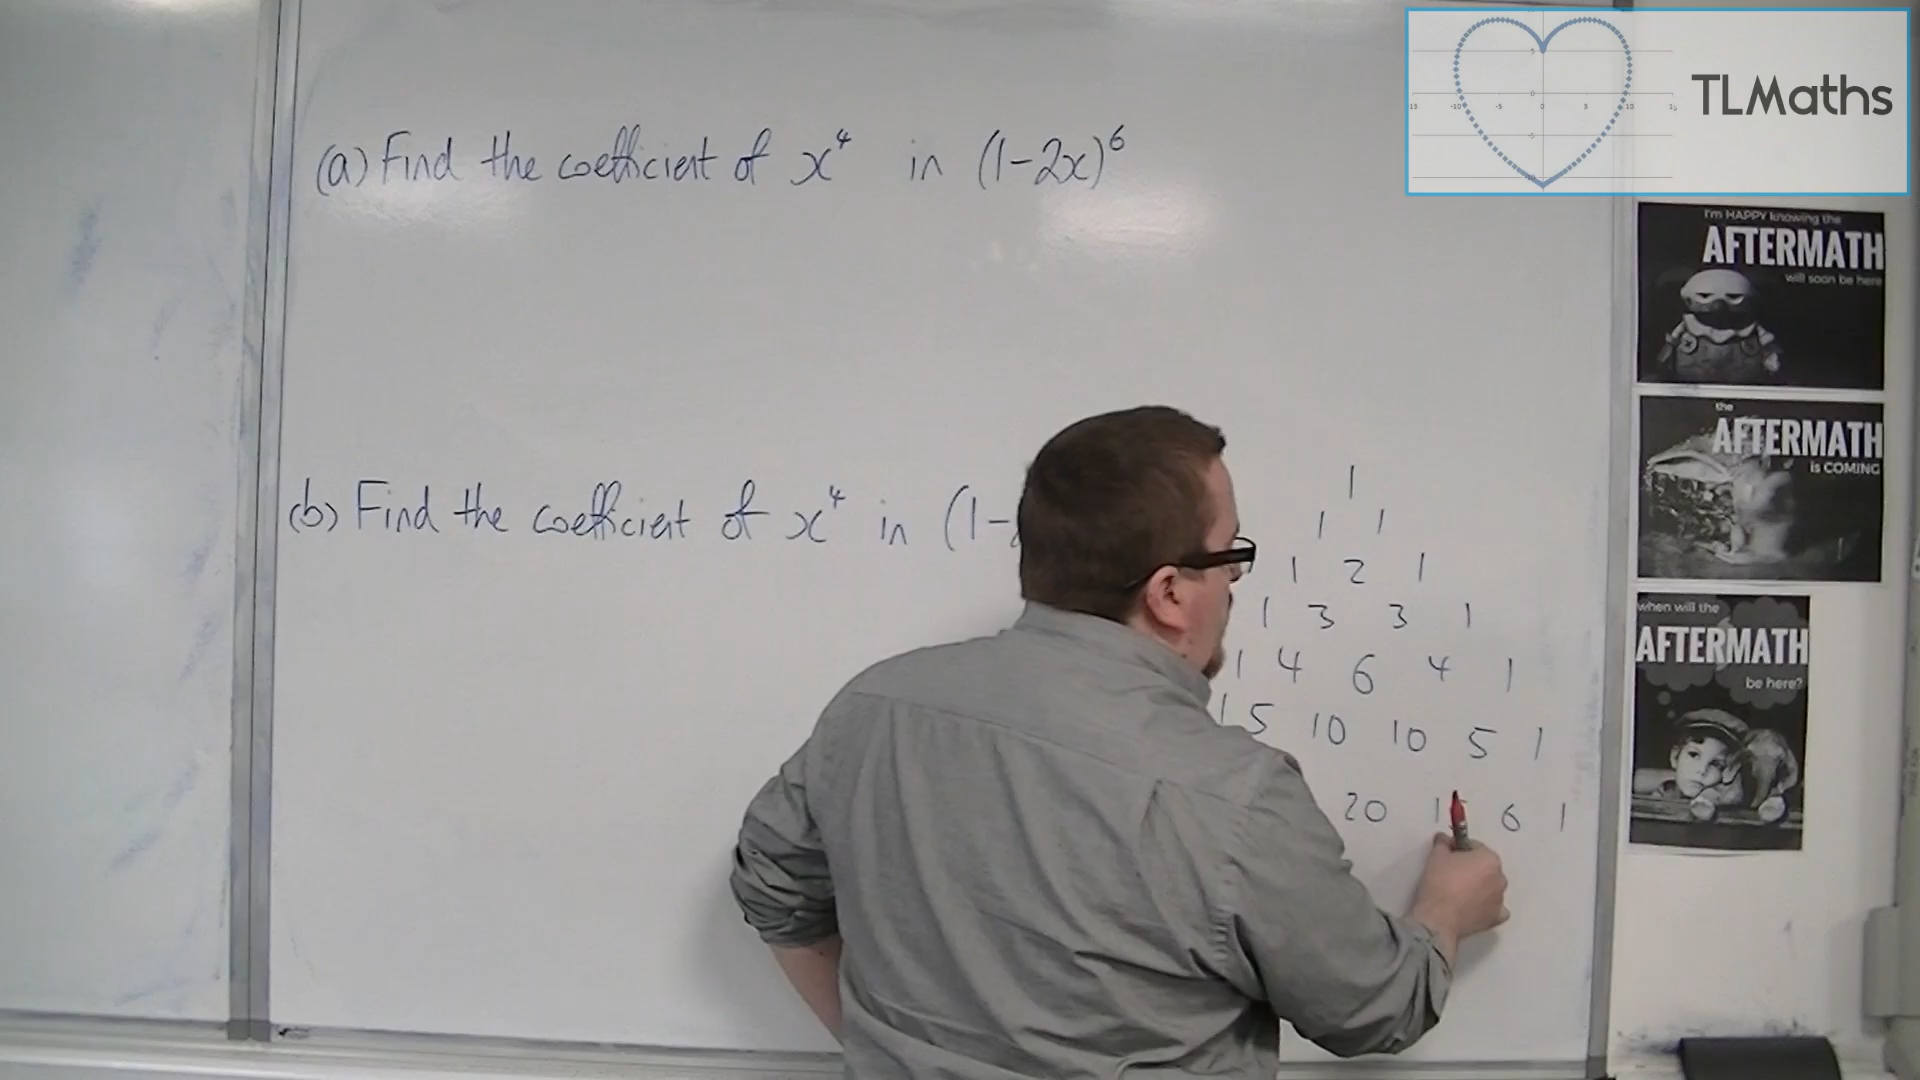 (a) Find the coefficient of x⁴ in (1-2x)⁶
(b) Find the coefficient of x⁴ in (1-
1
1 1
1 2 1
1 3 3 1
1 4 6 4 1
1 5 10 10 5 1
20 6 1
TLMaths
I'm HAPPY knowing the
AFTERMATH
will soon be here
the
AFTERMATH
is COMING
when will the
AFTERMATH
be here?